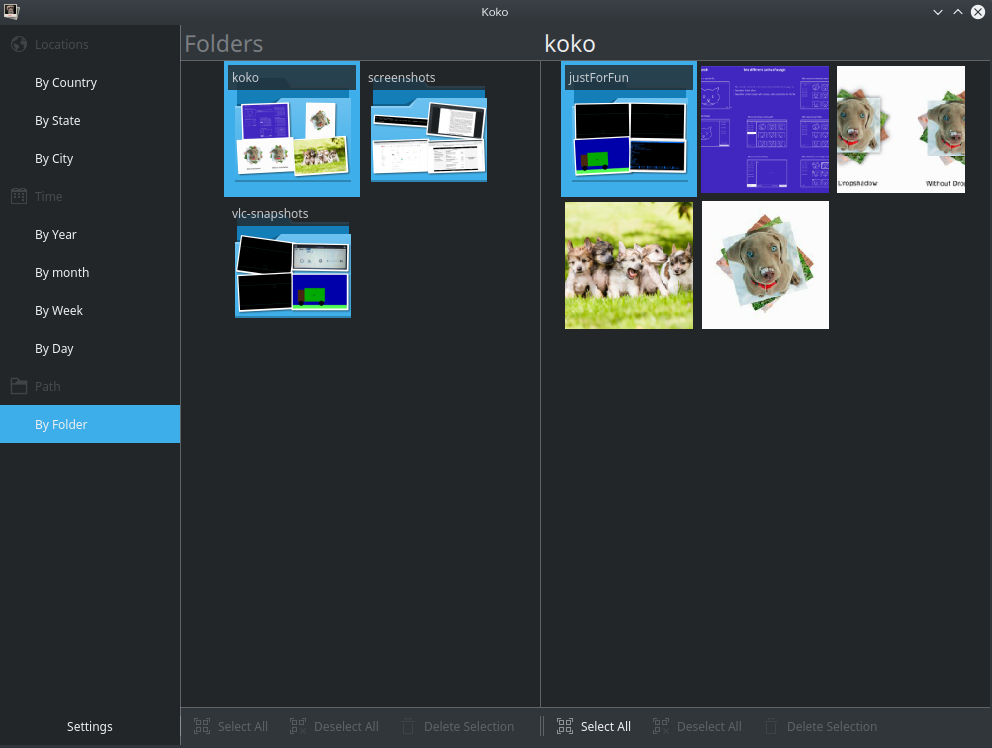 Koko
Locations
By Country
By State
By City
Time
By Year
By month
By Week
By Day
Path
By Folder
Settings
Folders
koko
screenshots
vlc-snapshots
Select All
Deselect All
Delete Selection
koko
justForFun
Dropshadow
Without Drop
Select All
Deselect All
Delete Selection